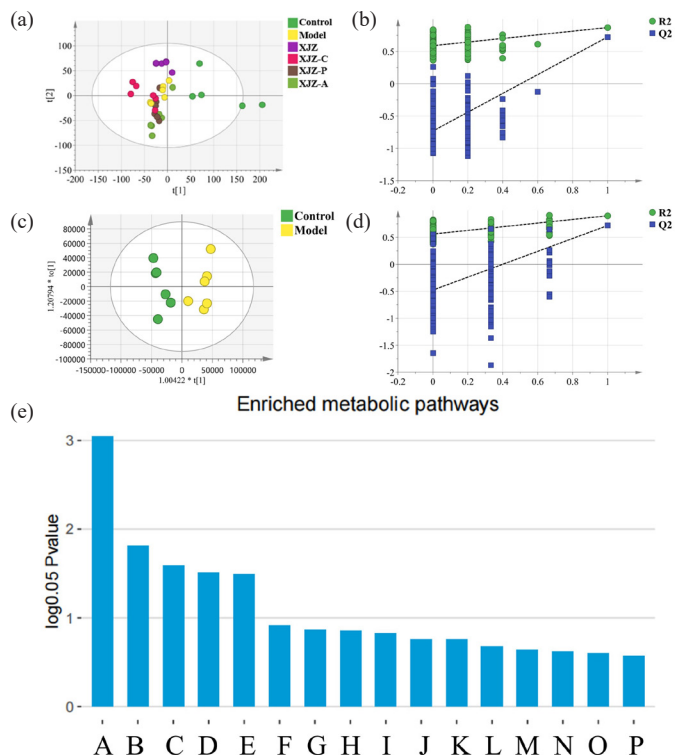 (a)
Control
Model
XJZ
XJZ-C
XJZ-P
XJZ-A
100
50
0
-50
-100
-150
t[2]
-200 -150 -100 -50 0 50 100 150 200 250
t[1]
(b)
R2
Q2
0.5
0
-0.5
-1
-1.5
-0.2 0 0.2 0.4 0.6 0.8 1
(c)
Control
Model
80000
60000
40000
20000
0
-20000
-40000
-60000
-80000
-100000
1.20794 * to[1]
-150000 -100000 -50000 0 50000 100000
1.00422 * t[1]
(d)
R2
Q2
0.5
0
-0.5
-1
-1.5
-2
-0.2 0 0.2 0.4 0.6 0.8 1
(e)
Enriched metabolic pathways
3
2
1
0
log0.05 Pvalue
A B C D E F G H I J K L M N O P